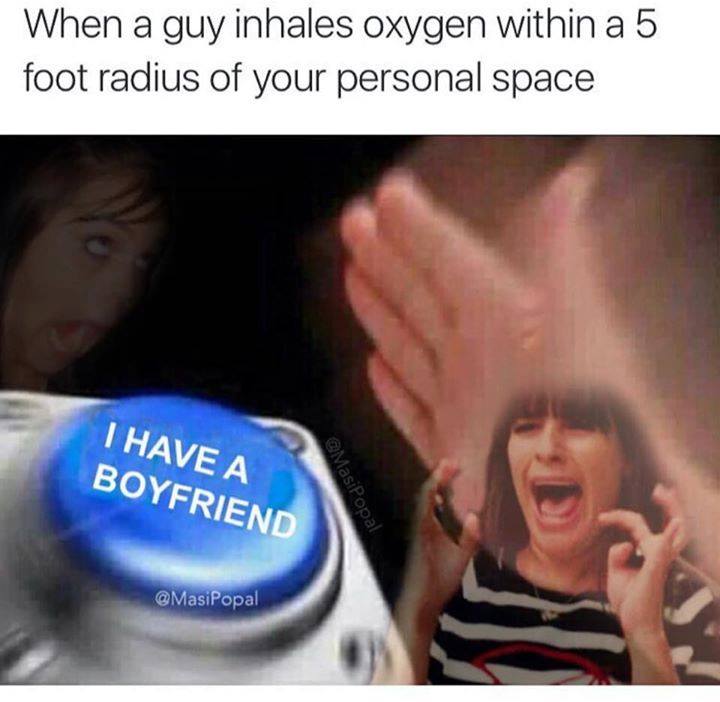 When a guy inhales oxygen within a 5
foot radius of your personal space
I HAVE A
BOYFRIEND
@MasiPopal
@MasiPopal